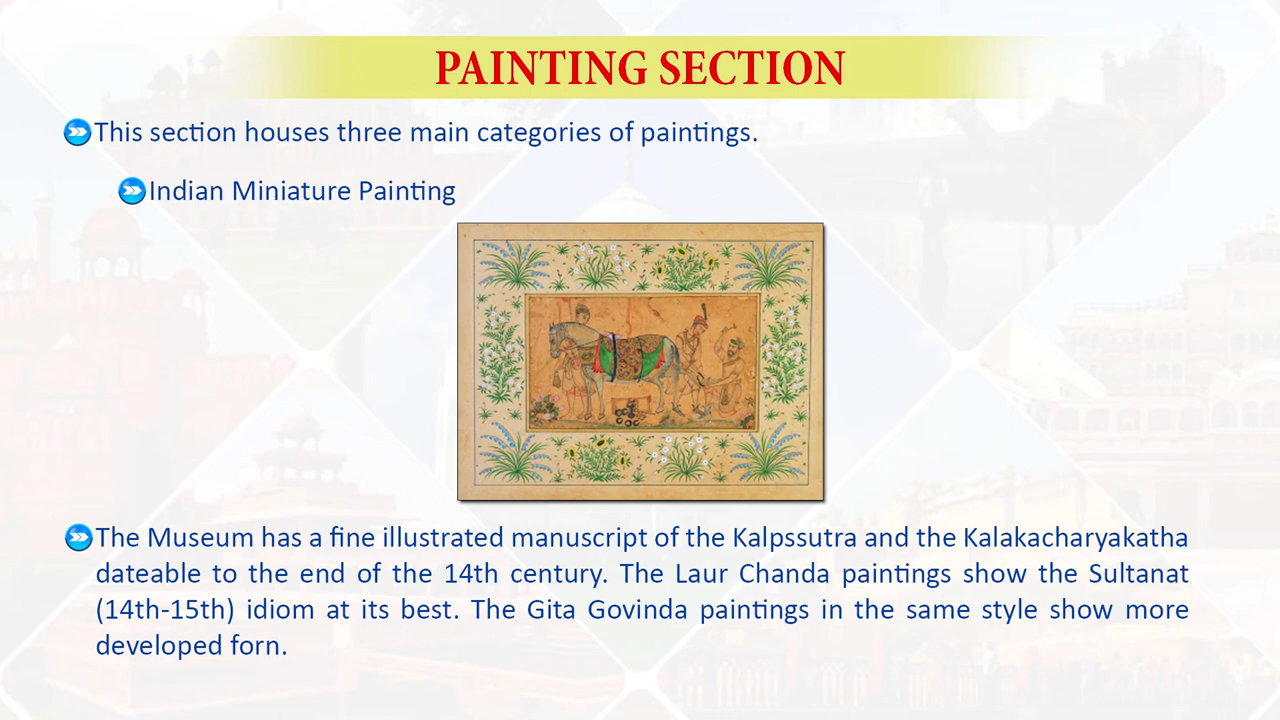 PAINTING SECTION
This section houses three main categories of paintings.
Indian Miniature Painting
The Museum has a fine illustrated manuscript of the Kalpssutra and the Kalakacharyakatha
dateable to the end of the 14th century. The Laur Chanda paintings show the Sultanat
(14th-15th) idiom at its best. The Gita Govinda paintings in the same style show more
developed forn.